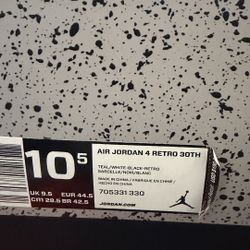 10 5
AIR JORDAN 4 RETRO 30TH
TEAL/WHITE-BLACK-RETRO
SARCELLE/NOIR/BLANC
MADE IN CHINA / FABRIQUE EN CHINE /
HECHO EN CHINA
UK 9.5 EUR 44.5
cm 28.5 BR 42.5
705331 330
JORDAN.COM